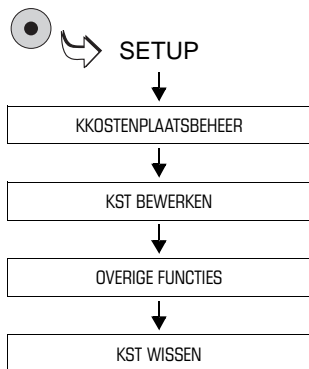 SETUP
KKOSTENPLAATSBEHEER
KST BEWERKEN
OVERIGE FUNCTIES
KST WISSEN